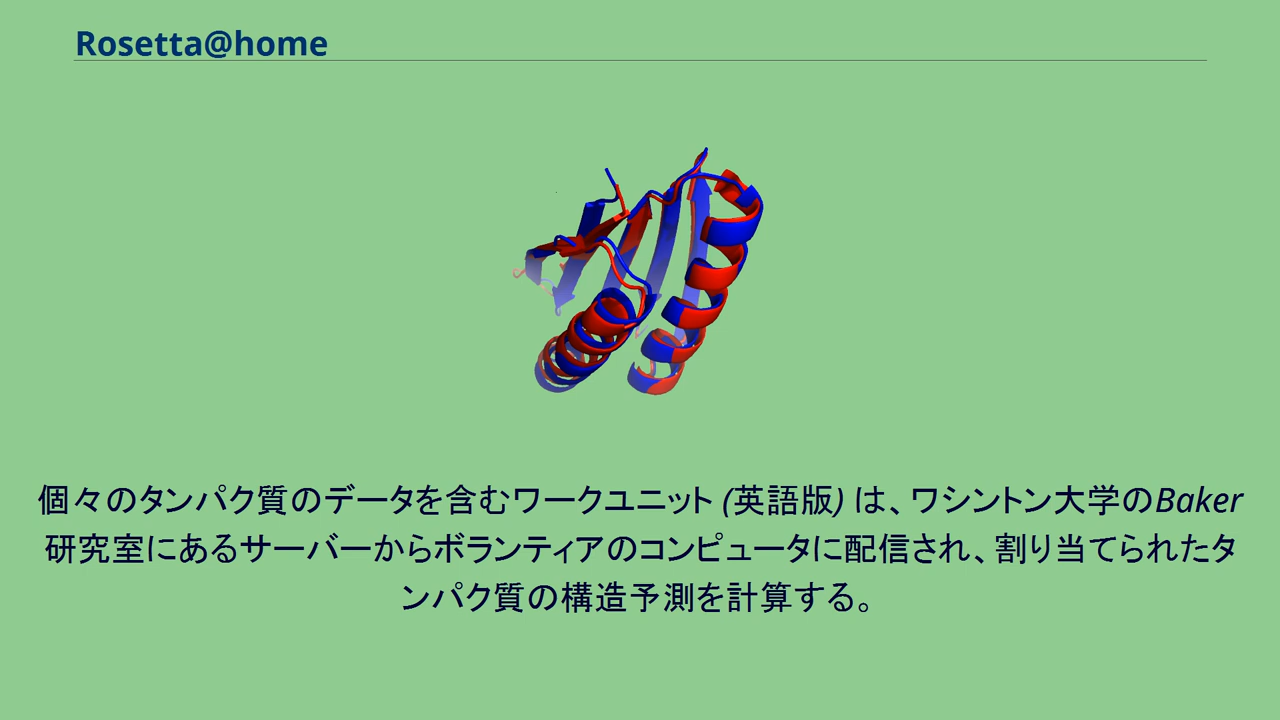 Rosetta@home
個々のタンパク質のデータを含むワークユニット (英語版) は、ワシントン大学のBaker
研究室にあるサーバーからボランティアのコンピュータに配信され、割り当てられたタ
ンパク質の構造予測を計算する。